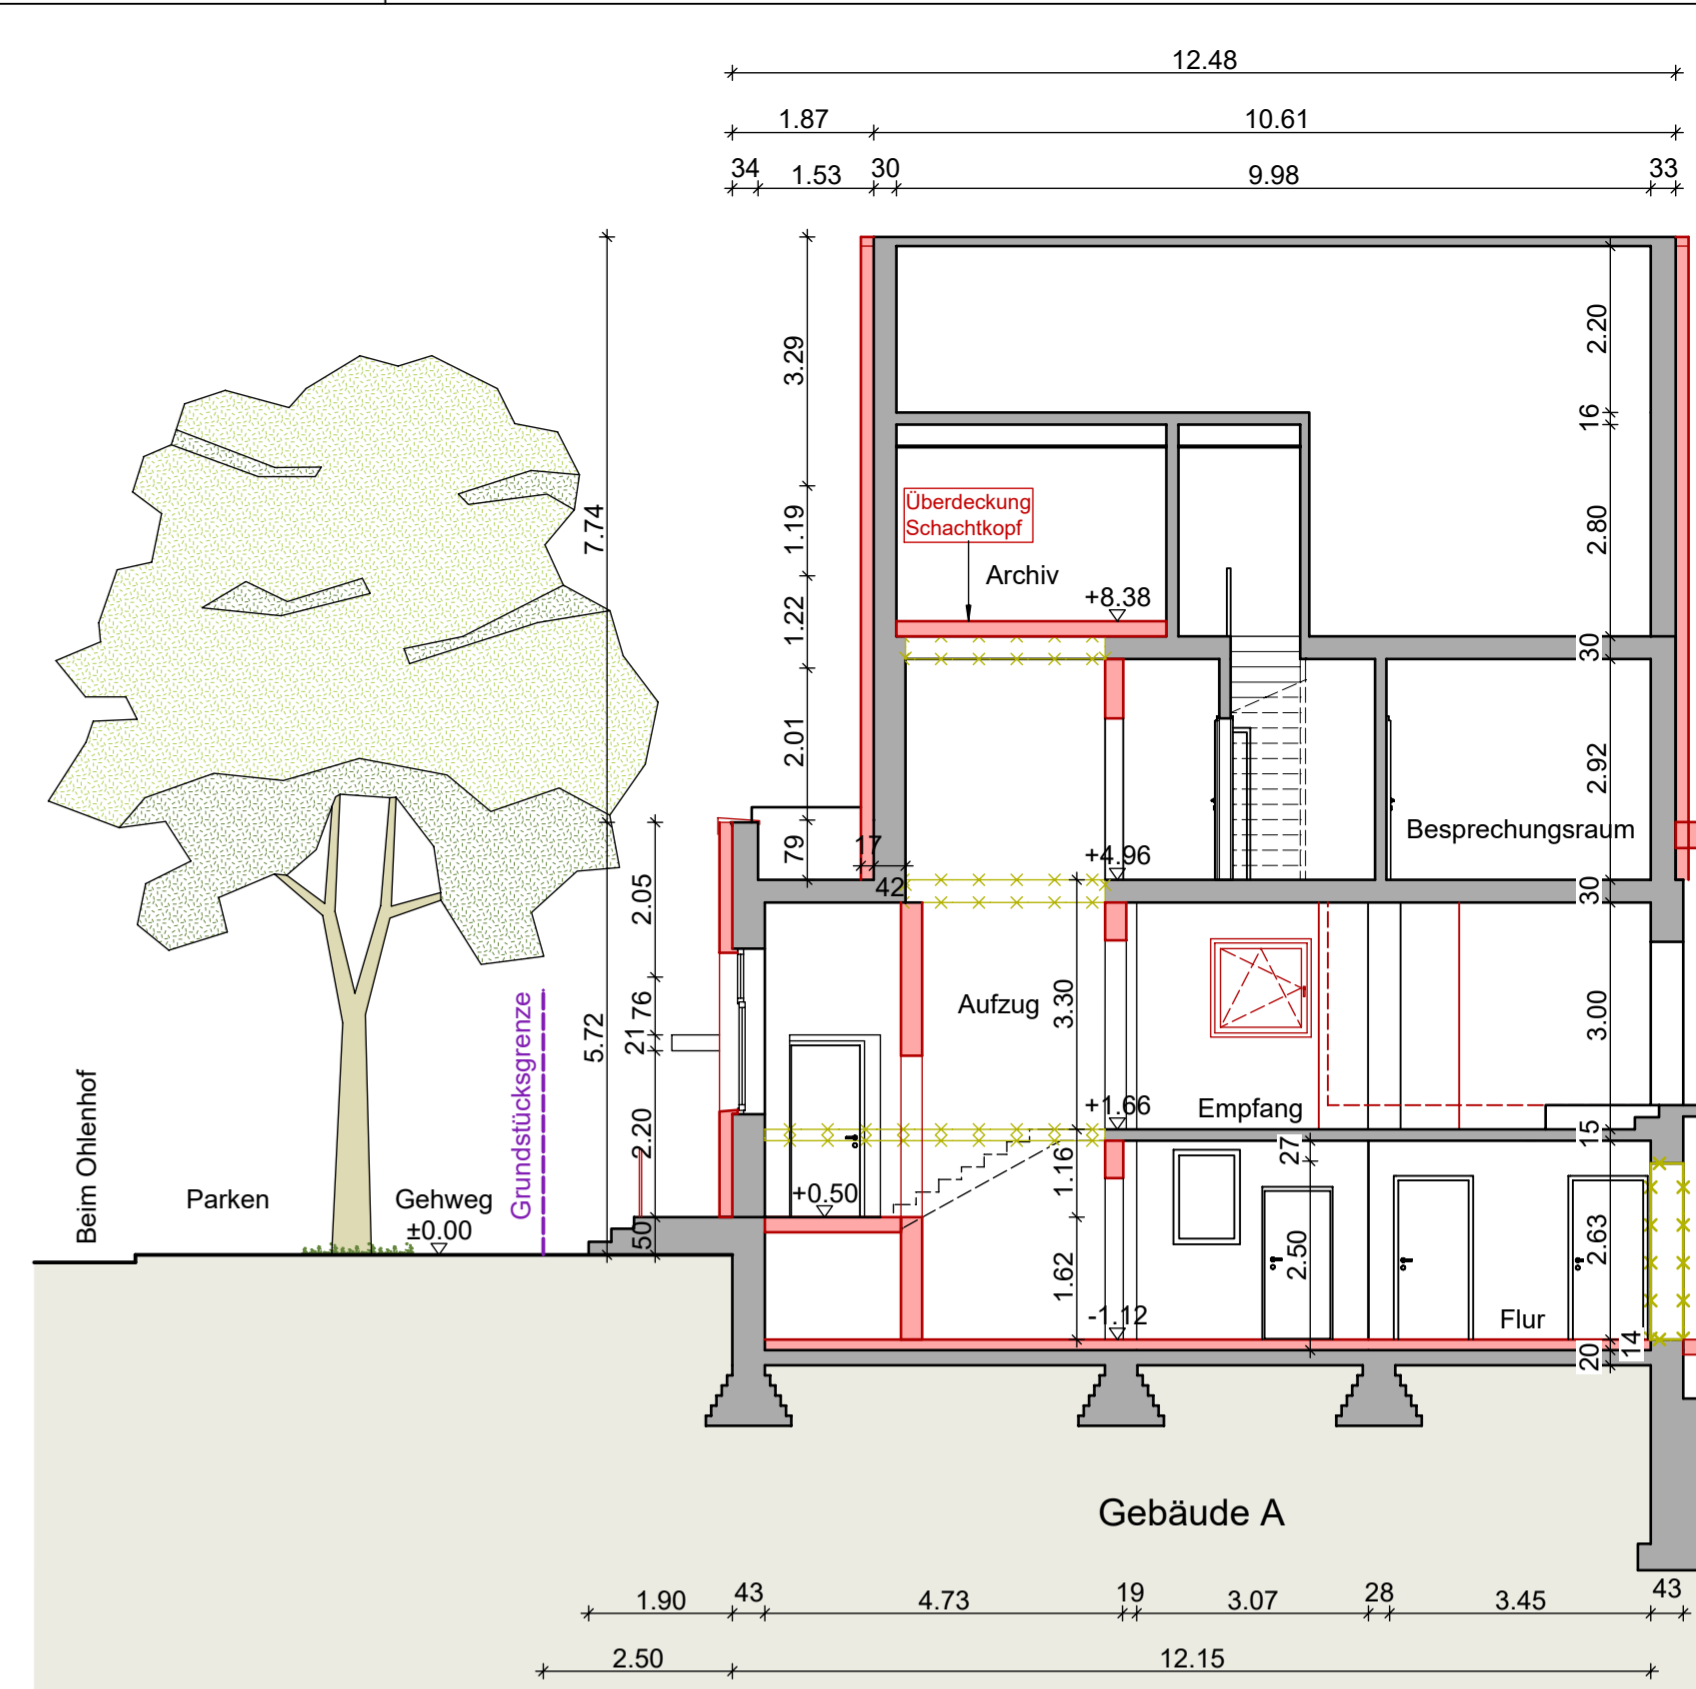 12.48
1.87 10.61
34 1.53 30 9.98 33
3.29
2.20
16
7.74
1.19
2.80
Überdeckung
Schachtkopf
Archiv
1.22
+8.38
30
2.01
2.92
Besprechungsraum
79
17
+4.96
42
30
2.05
Aufzug
3.30
3.00
76
21
5.72
Grundstücksgrenze
Beim Ohlenhof
+1.66
Empfang
15
27
2.20
1.16
Parken
Gehweg
±0.00
+0.50
50
2.50
2.63
1.62
-1.12
Flur
14
20
Gebäude A
1.90 43 4.73 19 3.07 28 3.45 43
2.50 12.15